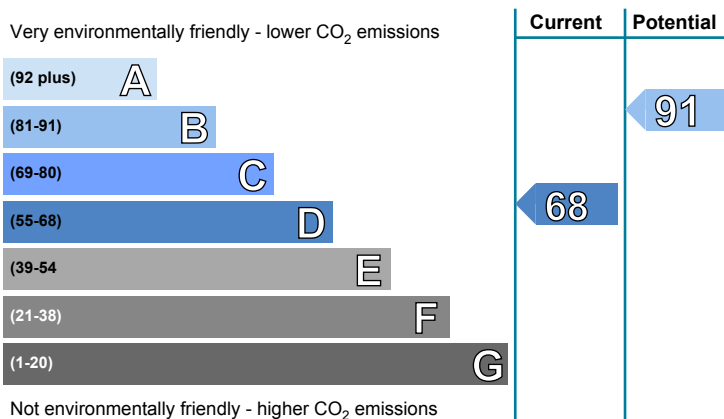 Very environmentally friendly - lower CO2 emissions
Current
Potential
(92 plus) A
(81-91) B
91
(69-80) C
(55-68) D
68
(39-54 E
(21-38) F
(1-20) G
Not environmentally friendly - higher CO2 emissions